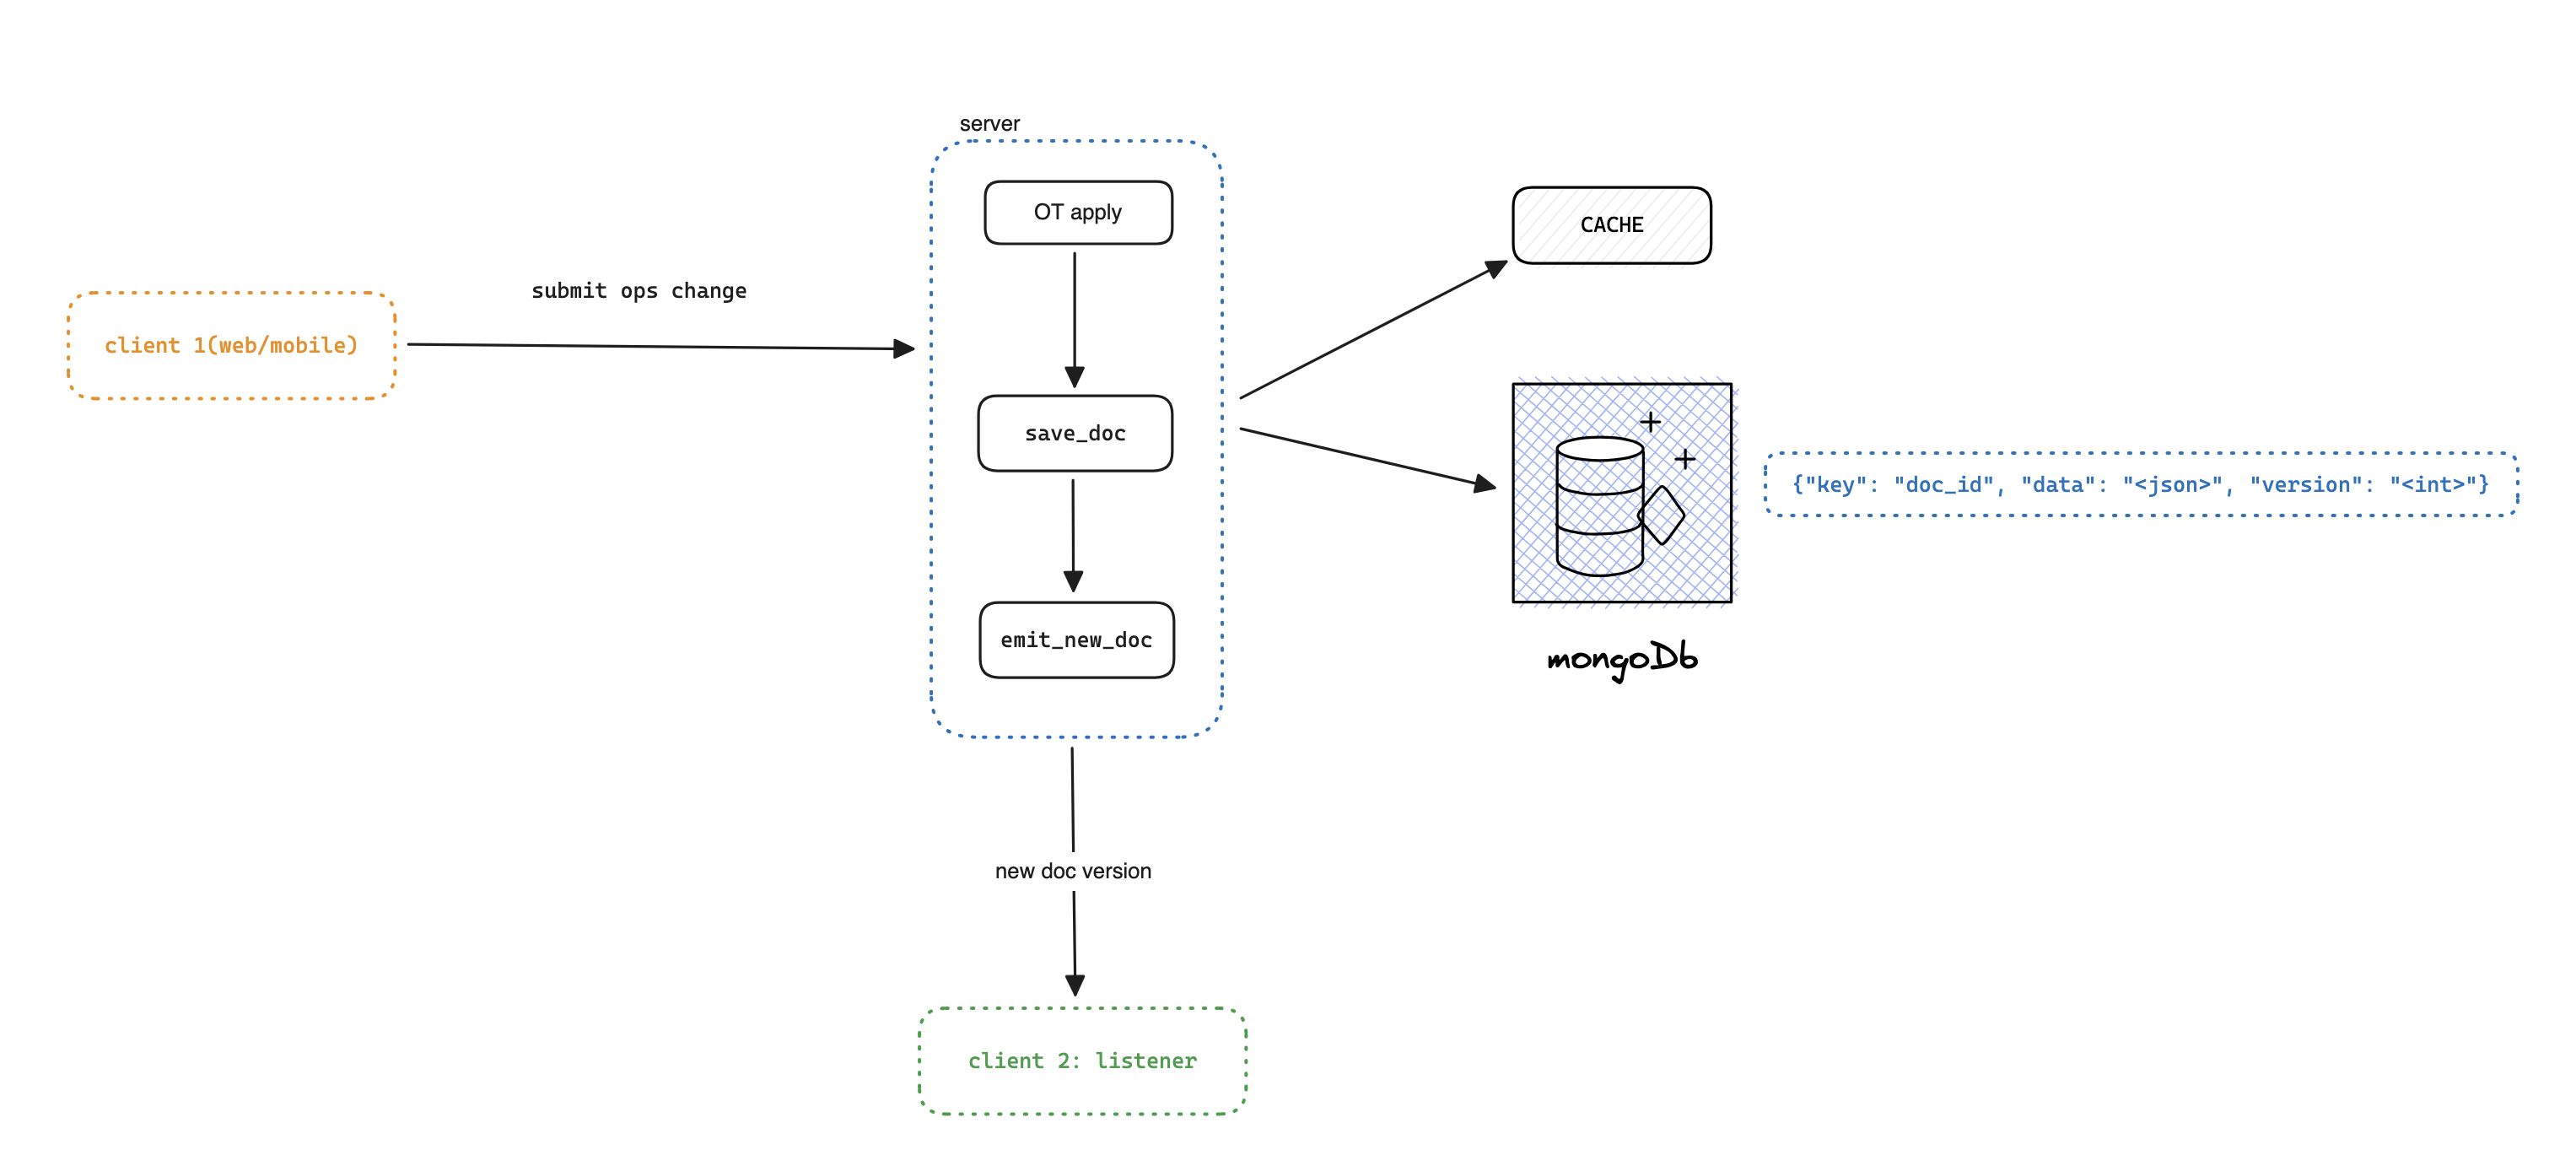 server
OT apply
CACHE
submit ops change
client 1(web/mobile)
save_doc
{"key": "doc_id", "data": "<json>", "version": "<int>"}
emit_new_doc
mongoDb
new doc version
client 2: listener